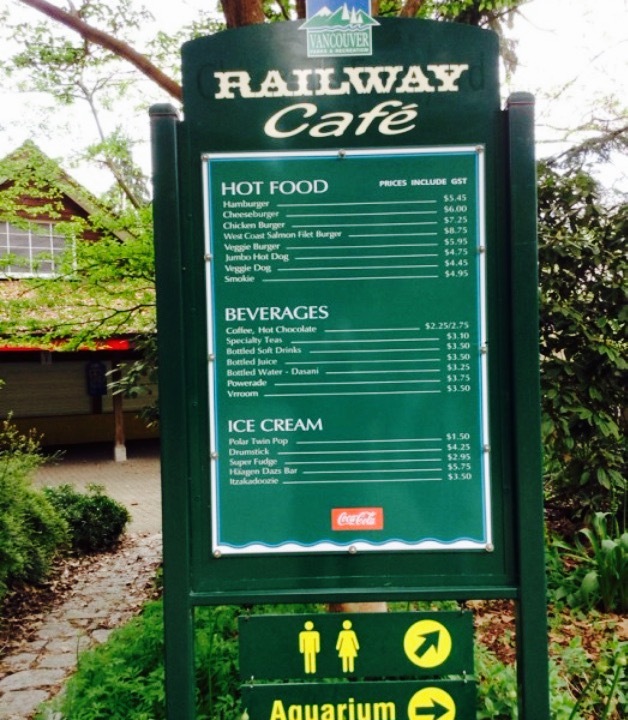 VANCOUVER
PARKS & RECREATION
RAILWAY
Café
HOT FOOD PRICES INCLUDE GST
Hamburger $5.45
Cheeseburger $6.00
Chicken Burger $7.25
West Coast Salmon Filet Burger $8.75
Veggie Burger $5.95
Jumbo Hot Dog $4.75
Veggie Dog $4.45
Smokie $4.95
BEVERAGES
Coffee, Hot Chocolate $2.25/2.75
Specialty Teas $3.10
Bottled Soft Drinks $3.50
Bottled Juice $3.50
Bottled Water - Dasani $3.25
Powerade $3.75
Vrroom $3.50
ICE CREAM
Polar Twin Pop $1.50
Drumstick $4.25
Super Fudge $2.95
Häagen Dazs Bar $5.75
Itzakadoozie $3.50
Coca-Cola
Aquarium